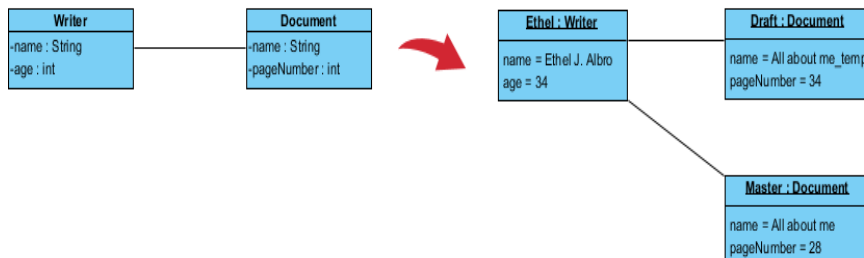 Writer
-name : String
-age : int
Document
-name : String
-pageNumber : int
Ethel : Writer
name = Ethel J. Albro
age = 34
Draft : Document
name = All about me_temp
pageNumber = 34
Master : Document
name = All about me
pageNumber = 28